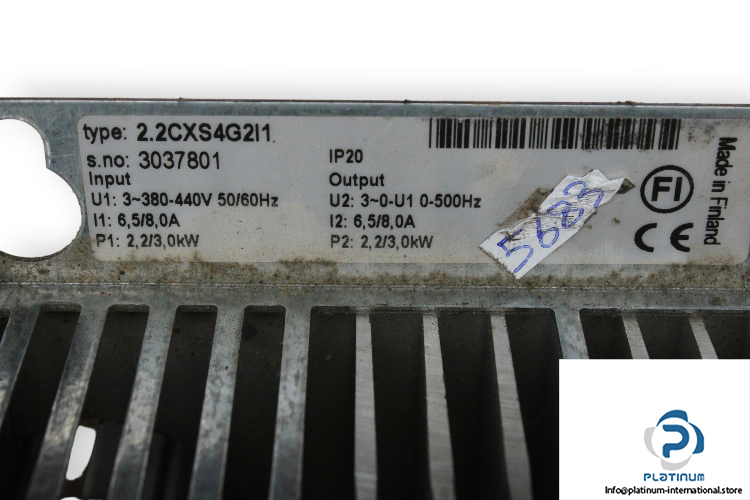 type: 2.2CXS4G2I1
s.no: 3037801
Input
U1: 3~380-440V 50/60Hz
I1: 6,5/8,0A
P1: 2,2/3,0kW
IP20
Output
U2: 3~0-U1 0-500Hz
I2: 6,5/8,0A
P2: 2,2/3,0kW
5683
FI
CE
Made in Finland
PLATINUM
Info@platinum-international.store